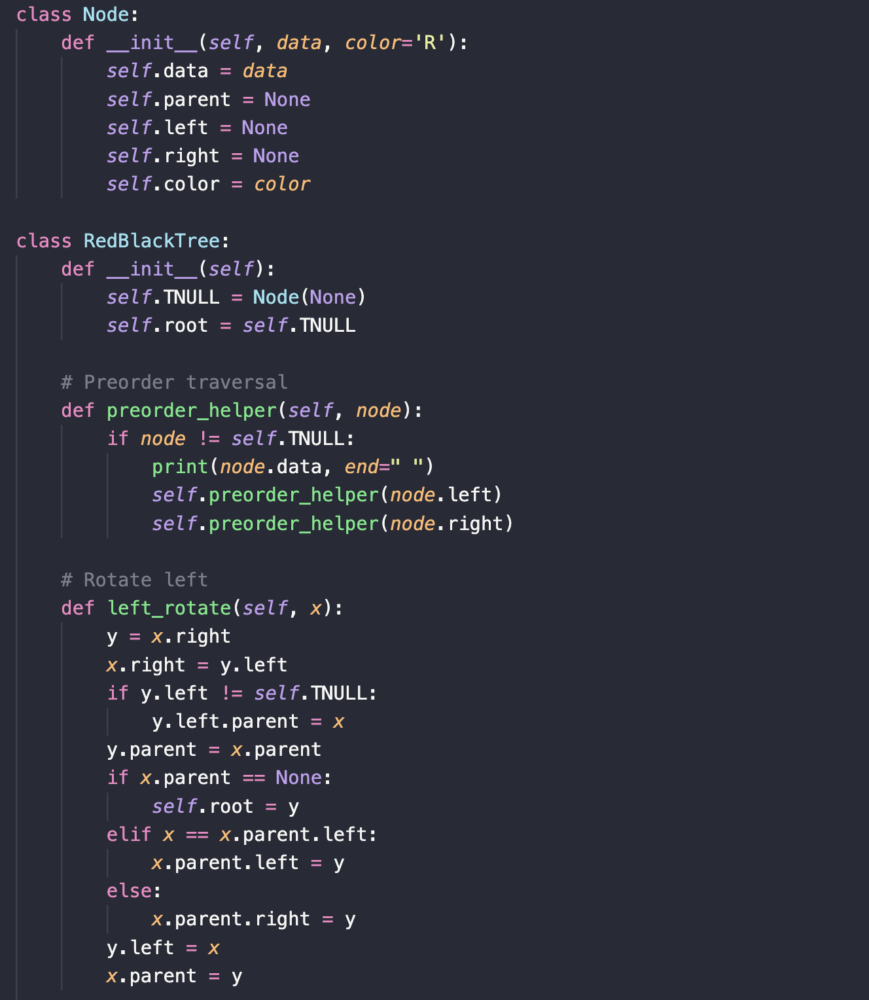 class Node:
    def __init__(self, data, color='R'):
        self.data = data
        self.parent = None
        self.left = None
        self.right = None
        self.color = color

class RedBlackTree:
    def __init__(self):
        self.TNULL = Node(None)
        self.root = self.TNULL

    # Preorder traversal
    def preorder_helper(self, node):
        if node != self.TNULL:
            print(node.data, end=" ")
            self.preorder_helper(node.left)
            self.preorder_helper(node.right)

    # Rotate left
    def left_rotate(self, x):
        y = x.right
        x.right = y.left
        if y.left != self.TNULL:
            y.left.parent = x
        y.parent = x.parent
        if x.parent == None:
            self.root = y
        elif x == x.parent.left:
            x.parent.left = y
        else:
            x.parent.right = y
        y.left = x
        x.parent = y